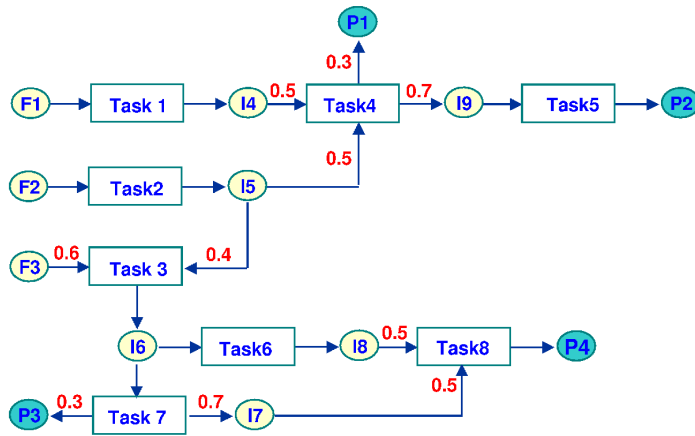 P1
0.3
F1 Task 1 I4 0.5 Task4 0.7 I9 Task5 P2
0.5
F2 Task2 I5
F3 0.6 Task 3 0.4
I6 Task6 I8 0.5 Task8 P4
0.5
P3 0.3 Task 7 0.7 I7